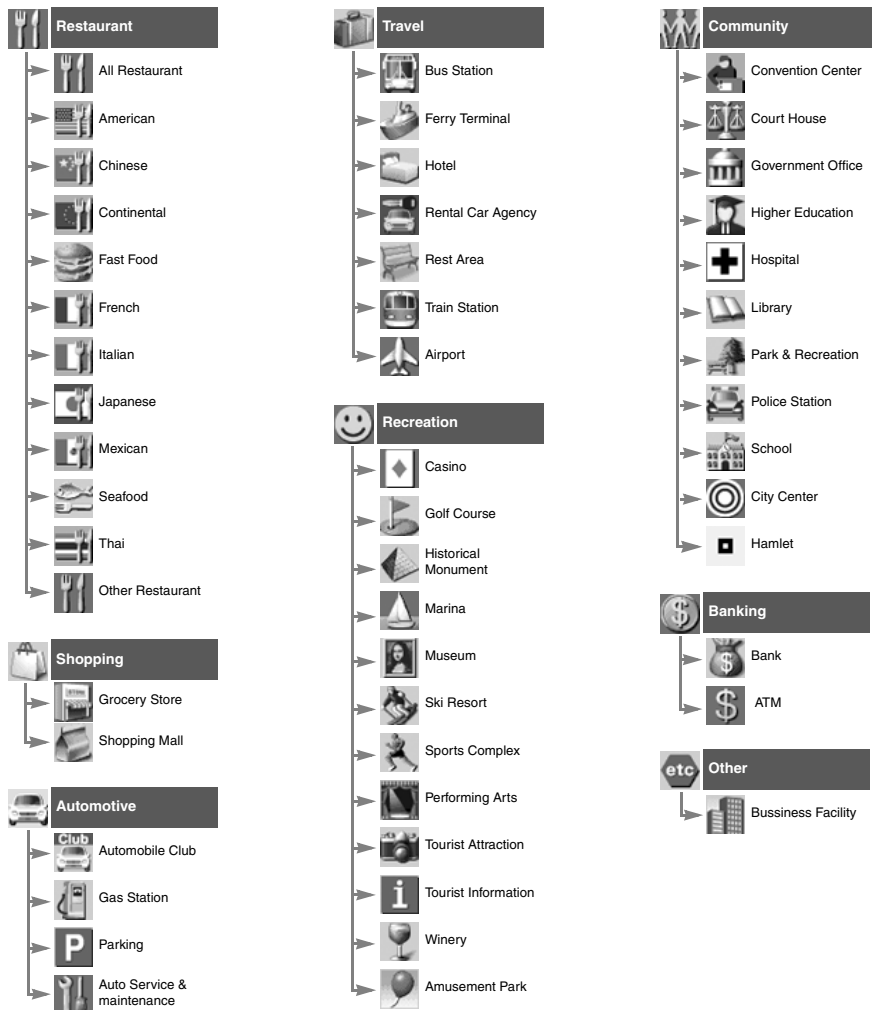 Restaurant
All Restaurant
American
Chinese
Continental
Fast Food
French
Italian
Japanese
Mexican
Seafood
Thai
Other Restaurant
Shopping
STORE
Grocery Store
Shopping Mall
Automotive
Club
Automobile Club
Gas Station
P
Parking
Auto Service &
maintenance
Travel
Bus Station
Ferry Terminal
Hotel
Rental Car Agency
Rest Area
Train Station
Airport
Recreation
Casino
Golf Course
Historical
Monument
Marina
Museum
Ski Resort
Sports Complex
Performing Arts
Tourist Attraction
i
Tourist Information
Winery
Amusement Park
Community
Convention Center
Court House
Government Office
Higher Education
Hospital
Library
Park & Recreation
Police Station
School
City Center
Hamlet
$
Banking
$
Bank
$
ATM
etc
Other
Bussiness Facility